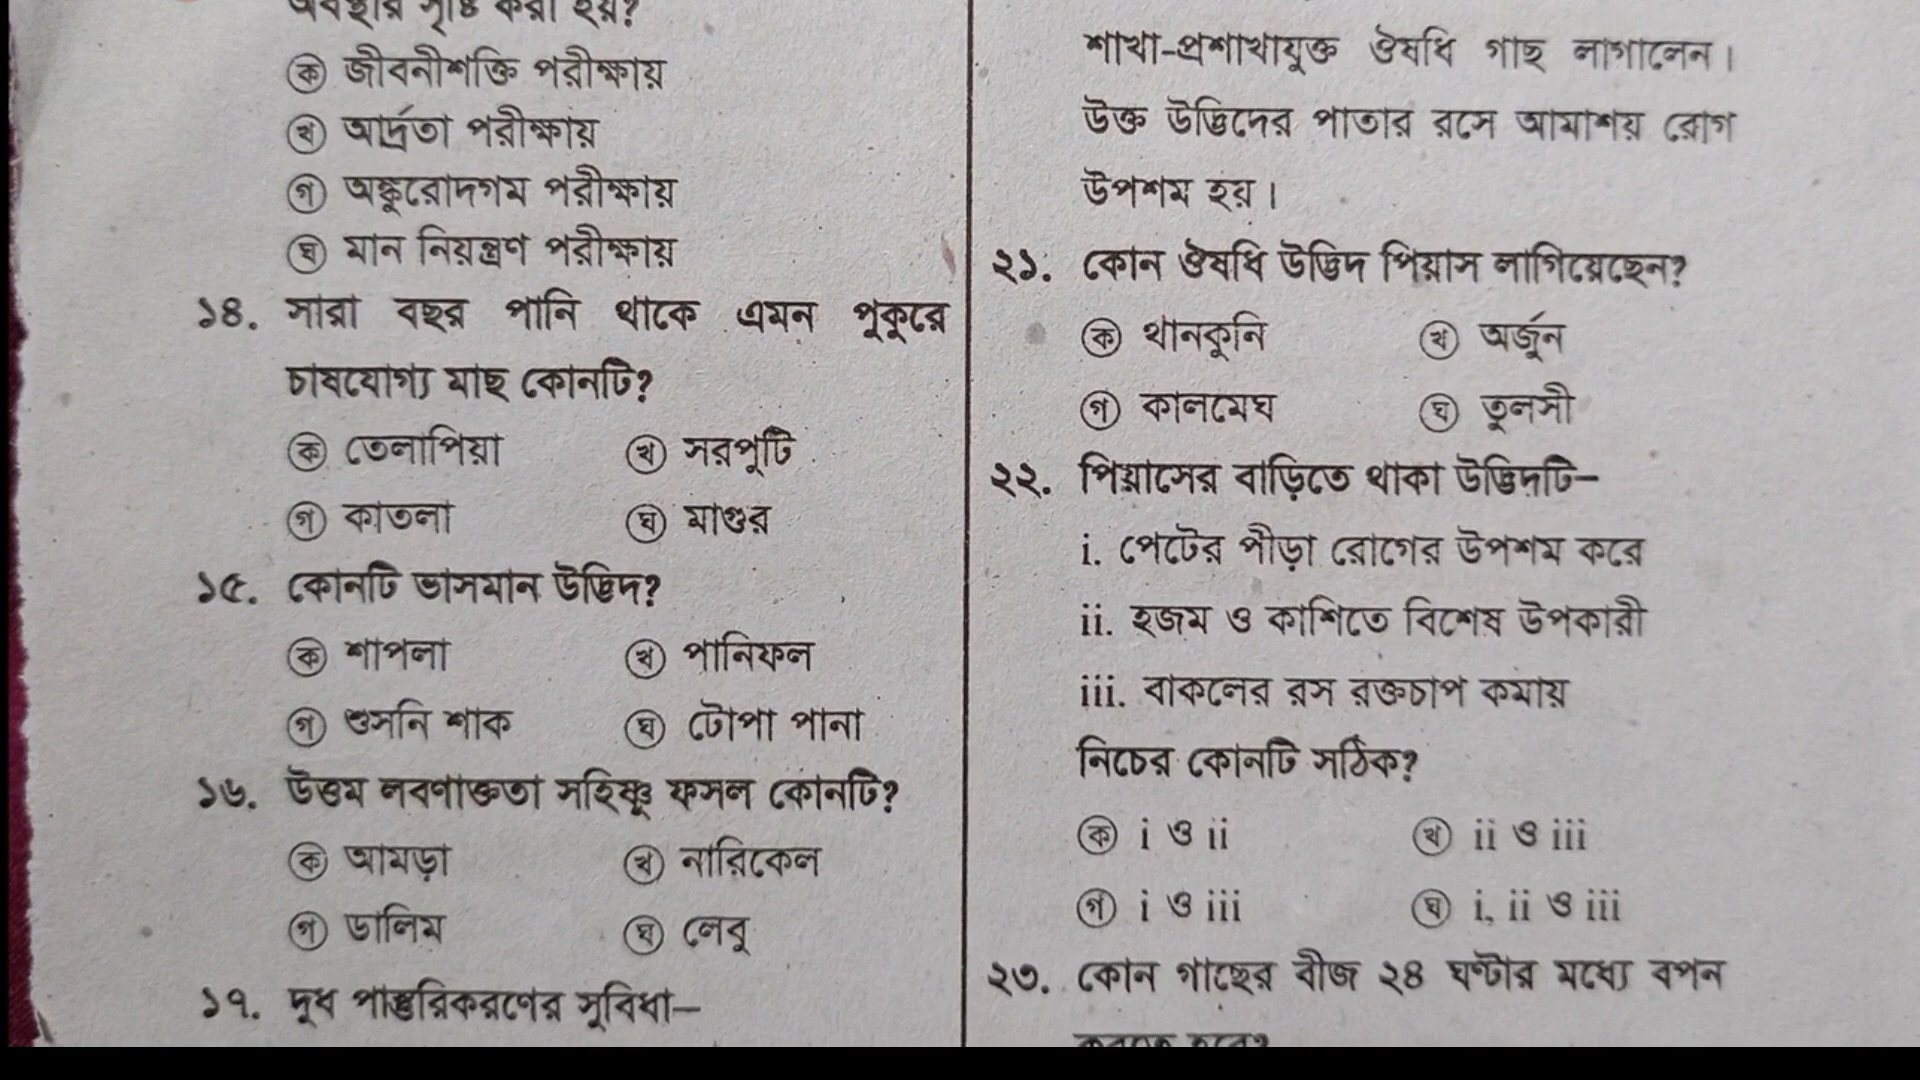 অবস্থার সৃষ্টি করা হয়?
ক জীবনীশক্তি পরীক্ষায়
খ আর্দ্রতা পরীক্ষায়
গ অঙ্কুরোদগম পরীক্ষায়
ঘ মান নিয়ন্ত্রণ পরীক্ষায়
১৪. সারা বছর পানি থাকে এমন পুকুরে
চাষযোগ্য মাছ কোনটি?
ক তেলাপিয়া খ সরপুটি
গ কাতলা ঘ মাগুর
১৫. কোনটি ভাসমান উদ্ভিদ?
ক শাপলা খ পানিফল
গ শুসনি শাক ঘ টোপা পানা
১৬. উত্তম লবণাক্ততা সহিষ্ণু ফসল কোনটি?
ক আমড়া খ নারিকেল
গ ডালিম ঘ লেবু
১৭. দুধ পাস্তুরিকরণের সুবিধা–
শাখা-প্রশাখাযুক্ত ঔষধি গাছ লাগালেন।
উক্ত উদ্ভিদের পাতার রসে আমাশয় রোগ
উপশম হয়।
২১. কোন ঔষধি উদ্ভিদ পিয়াস লাগিয়েছেন?
ক থানকুনি খ অর্জুন
গ কালমেঘ ঘ তুলসী
২২. পিয়াসের বাড়িতে থাকা উদ্ভিদটি–
i. পেটের পীড়া রোগের উপশম করে
ii. হজম ও কাশিতে বিশেষ উপকারী
iii. বাকলের রস রক্তচাপ কমায়
নিচের কোনটি সঠিক?
ক i ও ii খ ii ও iii
গ i ও iii ঘ i, ii ও iii
২৩. কোন গাছের বীজ ২৪ ঘণ্টার মধ্যে বপন